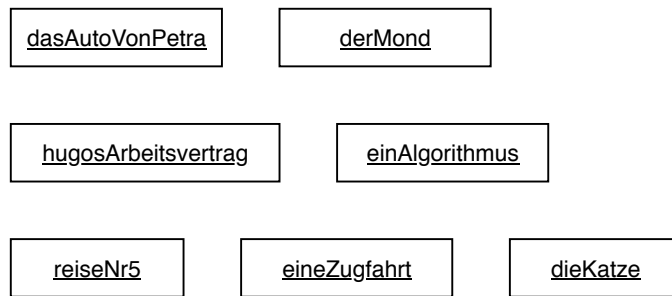 dasAutoVonPetra derMond
hugosArbeitsvertrag einAlgorithmus
reiseNr5 eineZugfahrt dieKatze